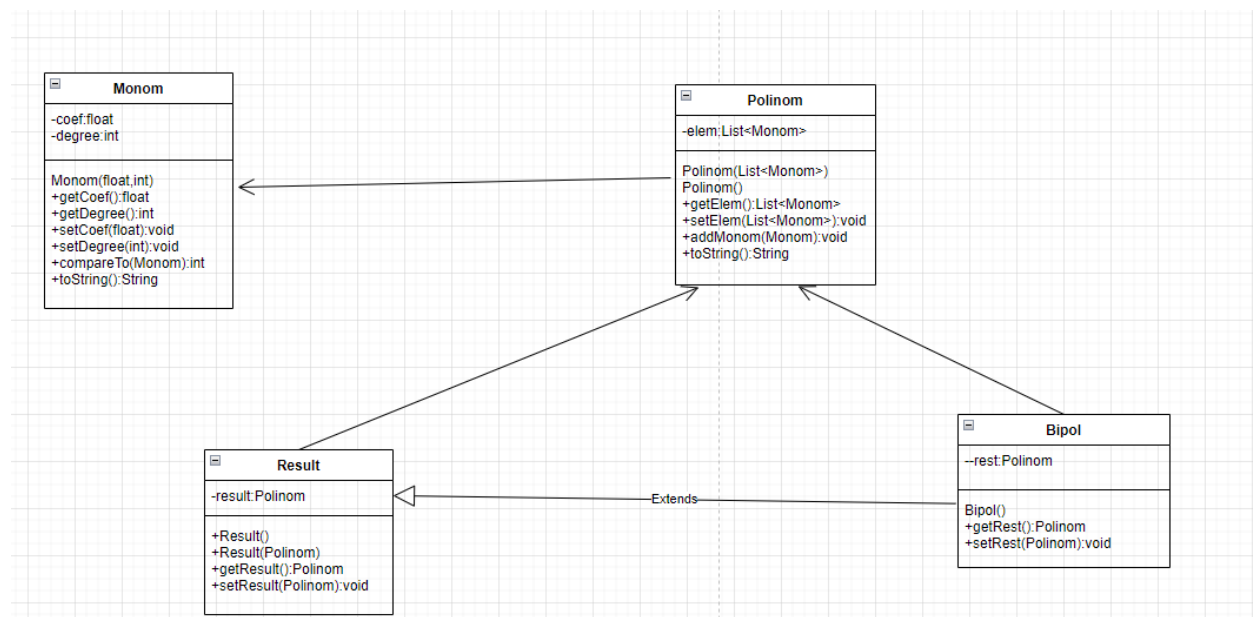 Monom
-coef:float
-degree:int
Monom(float,int)
+getCoef():float
+getDegree():int
+setCoef(float):void
+setDegree(int):void
+compareTo(Monom):int
+toString():String
Polinom
-elem:List<Monom>
Polinom(List<Monom>)
Polinom()
+getElem():List<Monom>
+setElem(List<Monom>):void
+addMonom(Monom):void
+toString():String
Result
-result:Polinom
+Result()
+Result(Polinom)
+getResult():Polinom
+setResult(Polinom):void
Extends
Bipol
--rest:Polinom
Bipol()
+getRest():Polinom
+setRest(Polinom):void